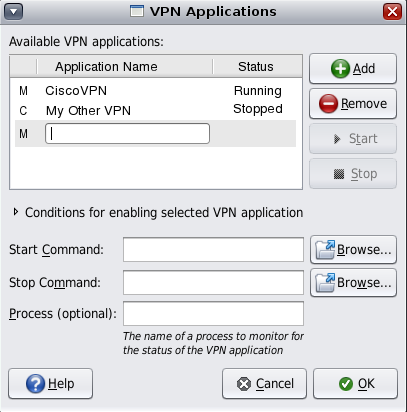 VPN Applications
Available VPN applications:
Application Name Status
M CiscoVPN Running
C My Other VPN Stopped
M
Add
Remove
Start
Stop
Conditions for enabling selected VPN application
Start Command: Browse...
Stop Command: Browse...
Process (optional):
The name of a process to monitor for
the status of the VPN application
Help Cancel OK